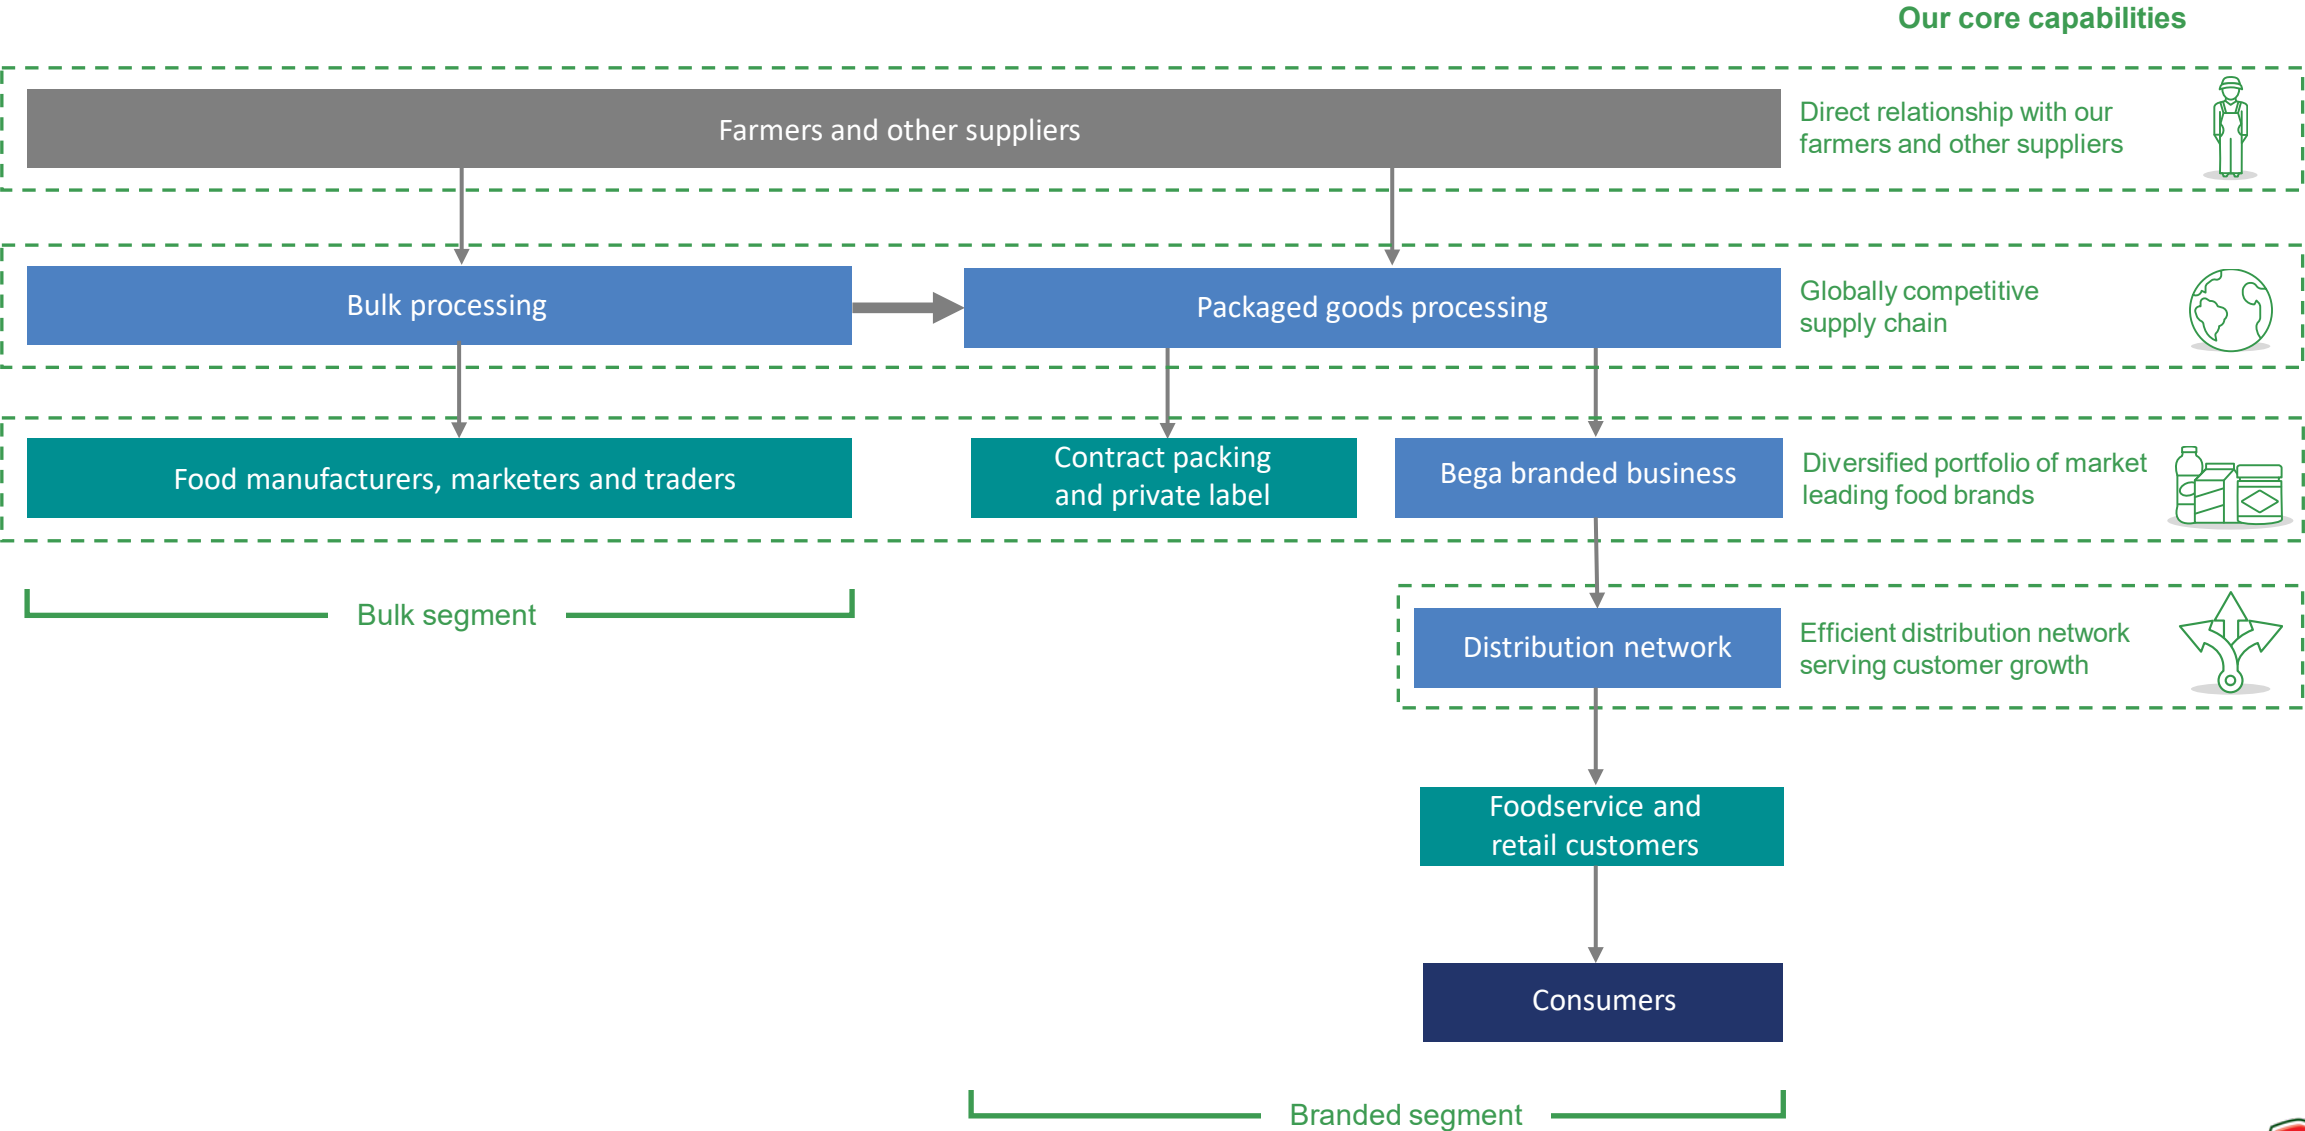 Our core capabilities
Farmers and other suppliers
Direct relationship with our
farmers and other suppliers
Bulk processing
Packaged goods processing
Globally competitive
supply chain
Food manufacturers, marketers and traders
Contract packing
and private label
Bega branded business
Diversified portfolio of market
leading food brands
Bulk segment
Distribution network
Efficient distribution network
serving customer growth
Foodservice and
retail customers
Consumers
Branded segment